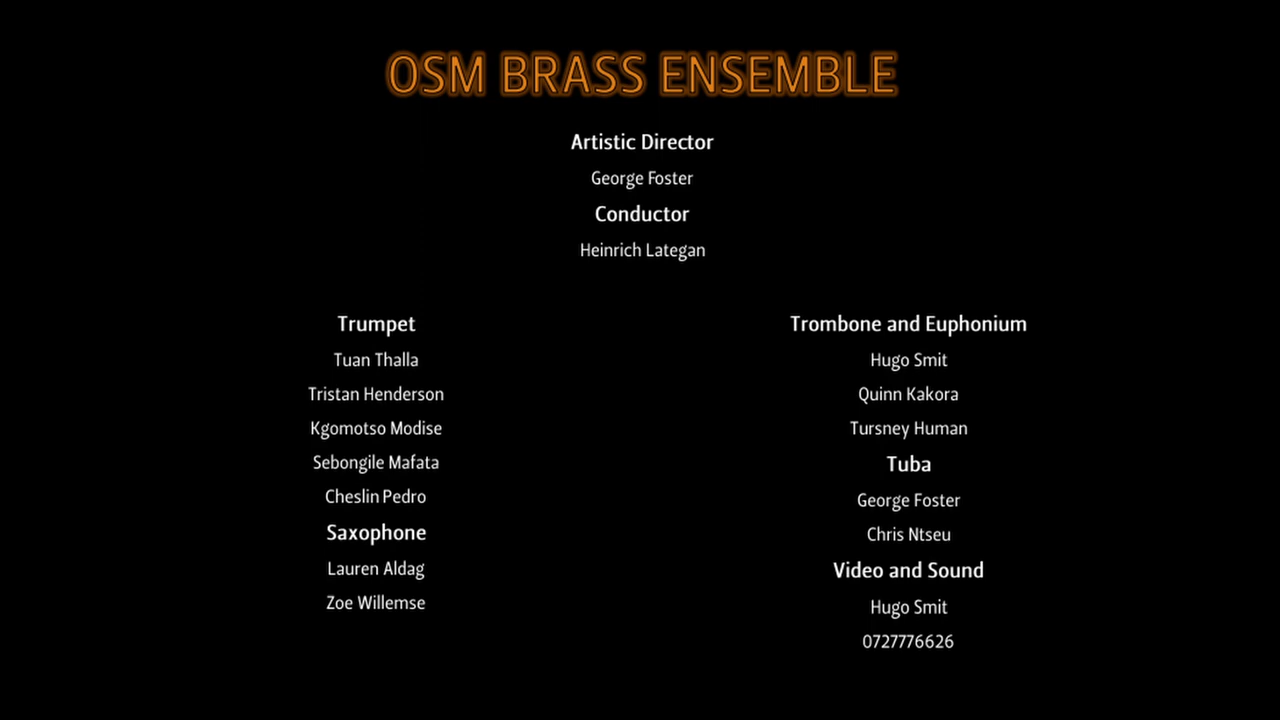 OSM BRASS ENSEMBLE
Artistic Director
George Foster
Conductor
Heinrich Lategan
Trumpet
Tuan Thalla
Tristan Henderson
Kgomotso Modise
Sebongile Mafata
Cheslin Pedro
Saxophone
Lauren Aldag
Zoe Willemse
Trombone and Euphonium
Hugo Smit
Quinn Kakora
Tursney Human
Tuba
George Foster
Chris Ntseu
Video and Sound
Hugo Smit
0727776626